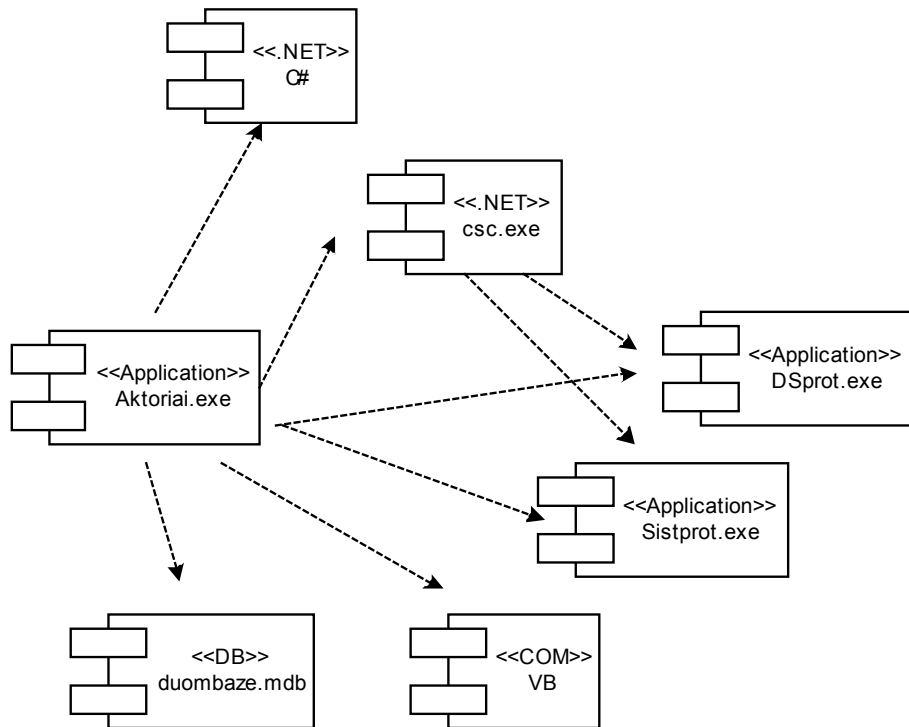 <<.NET>>
C#
<<.NET>>
csc.exe
<<Application>>
Aktoriai.exe
<<Application>>
DSprot.exe
<<Application>>
Sistprot.exe
<<DB>>
duombaze.mdb
<<COM>>
VB